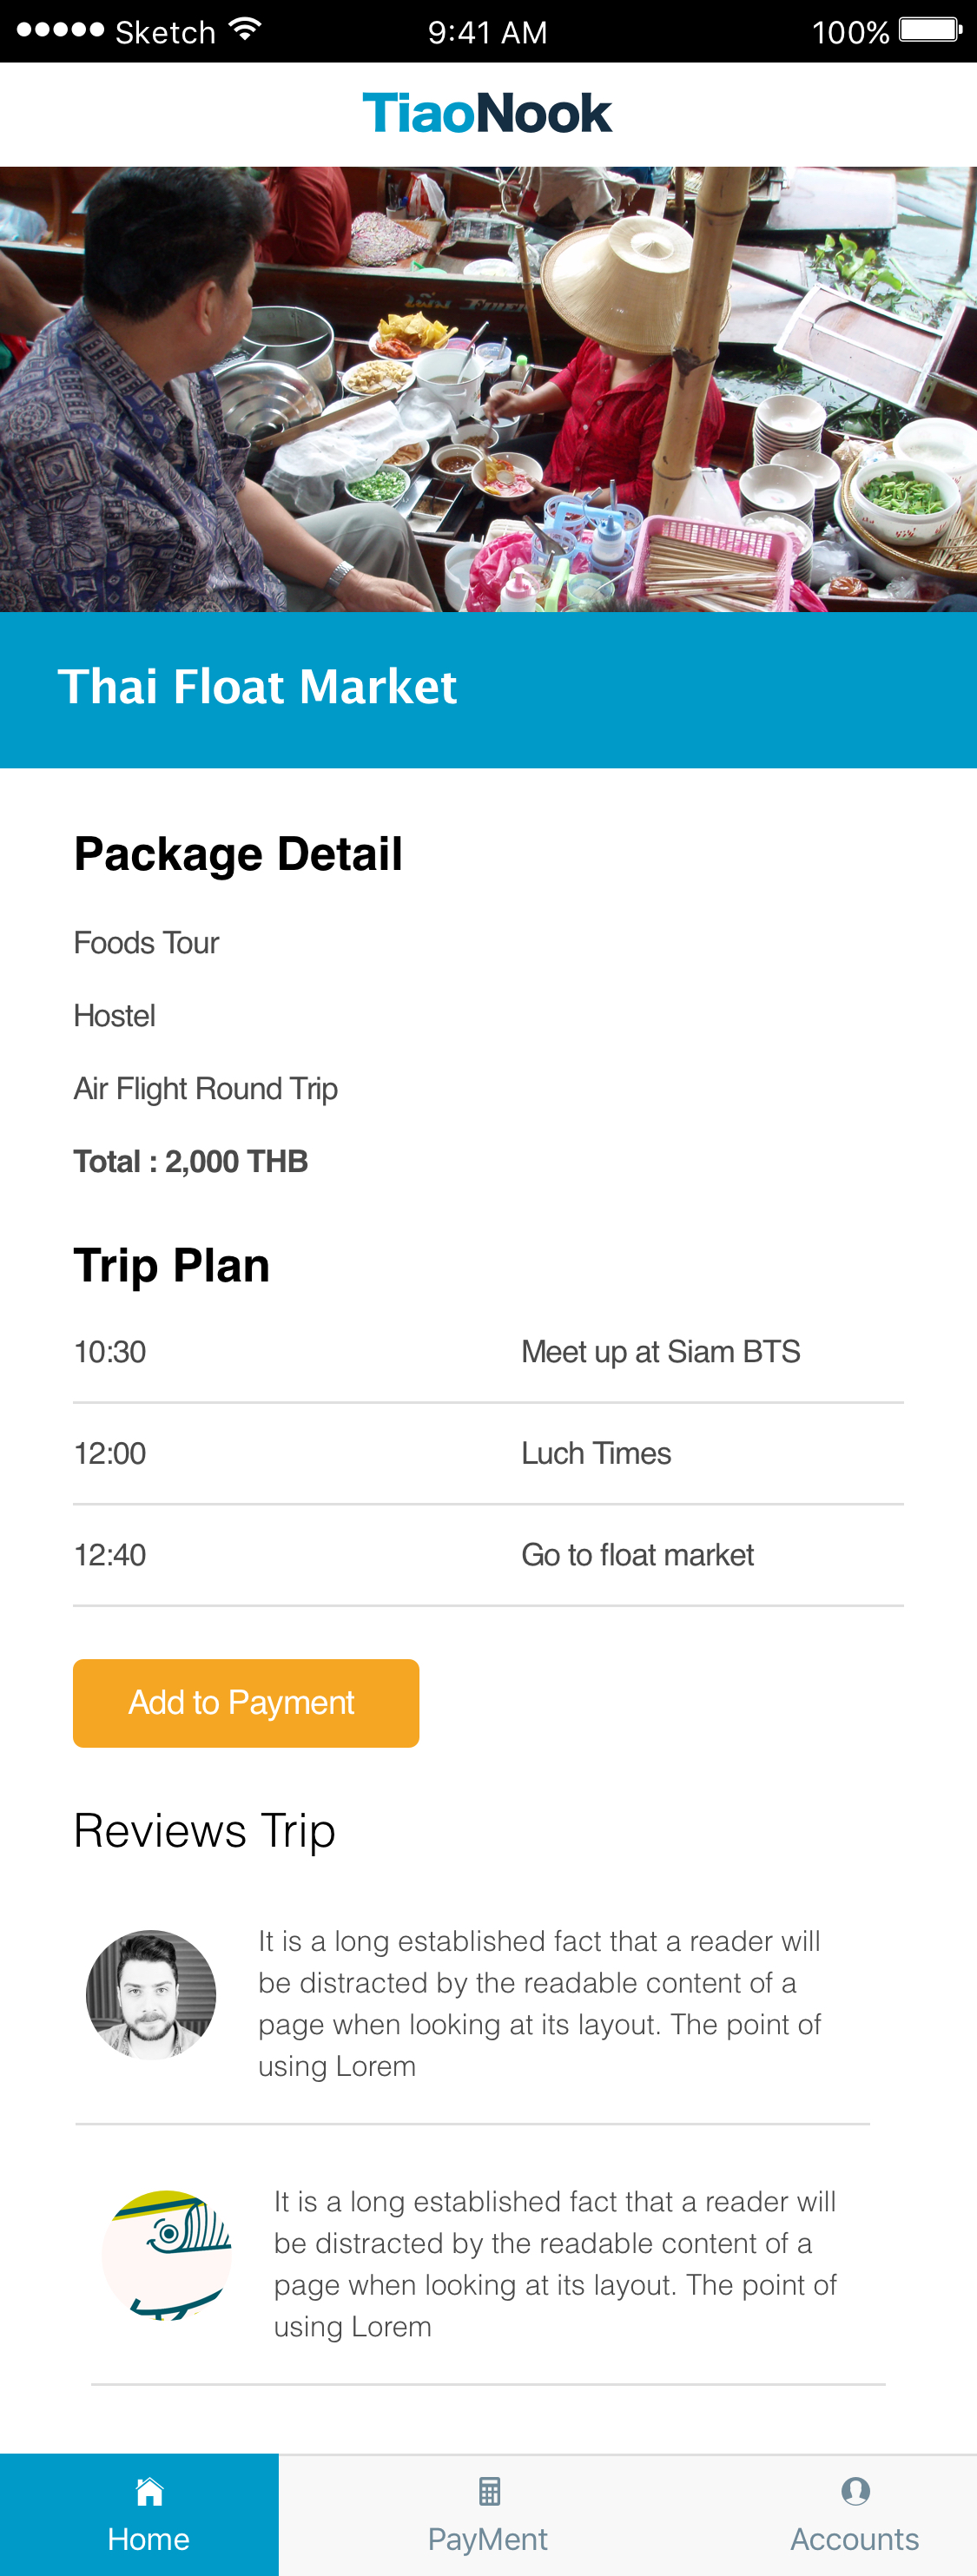 Sketch 9:41 AM 100%
TiaoNook
Thai Float Market
Package Detail
Foods Tour
Hostel
Air Flight Round Trip
Total : 2,000 THB
Trip Plan
10:30 Meet up at Siam BTS
12:00 Luch Times
12:40 Go to float market
Add to Payment
Reviews Trip
It is a long established fact that a reader will
be distracted by the readable content of a
page when looking at its layout. The point of
using Lorem
It is a long established fact that a reader will
be distracted by the readable content of a
page when looking at its layout. The point of
using Lorem
Home PayMent Accounts